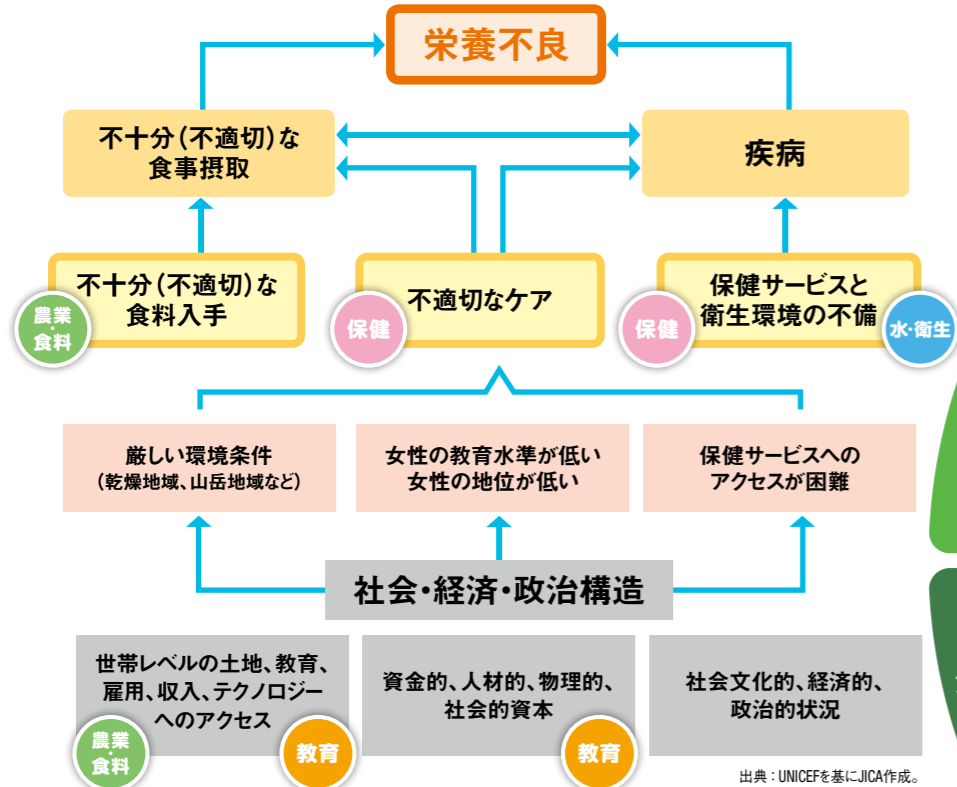 栄養不良
不十分(不適切)な
食事摂取
疾病
不十分(不適切)な
食料入手
農業・
食料
不適切なケア
保健
保健サービスと
衛生環境の不備
保健
水・衛生
厳しい環境条件
(乾燥地域、山岳地域など)
女性の教育水準が低い
女性の地位が低い
保健サービスへの
アクセスが困難
社会・経済・政治構造
世帯レベルの土地、教育、
雇用、収入、テクノロジー
へのアクセス
農業・
食料
教育
資金的、人材的、物理的、
社会的資本
教育
社会文化的、経済的、
政治的状況
出典:UNICEFを基にJICA作成。